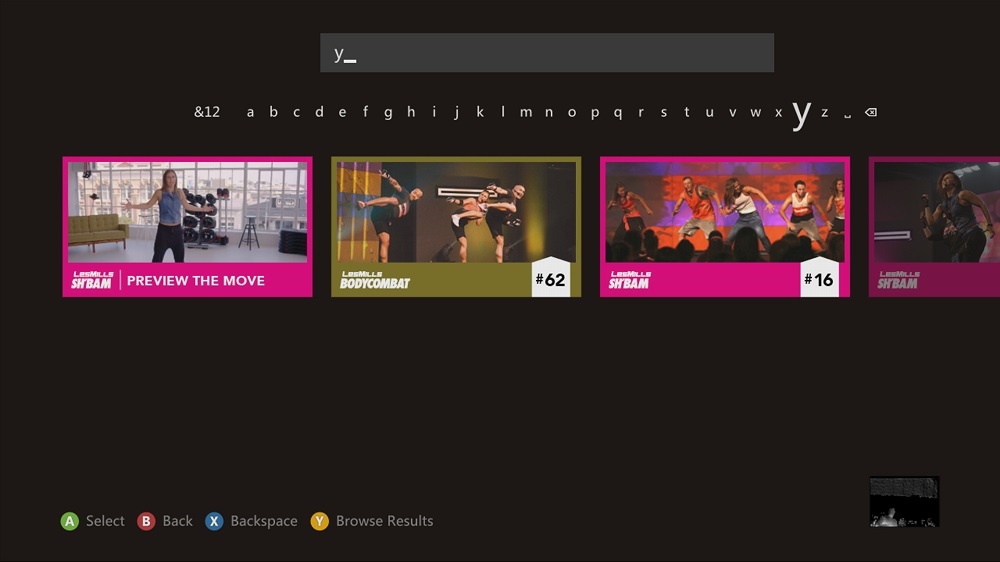 y_
&12 a b c d e f g h i j k l m n o p q r s t u v w x y z ␣ ⌫
LESMILLS
SH'BAM | PREVIEW THE MOVE
LESMILLS
BODYCOMBAT
#62
LESMILLS
SH'BAM
#16
LESMILLS
SH'BAM
A Select B Back X Backspace Y Browse Results